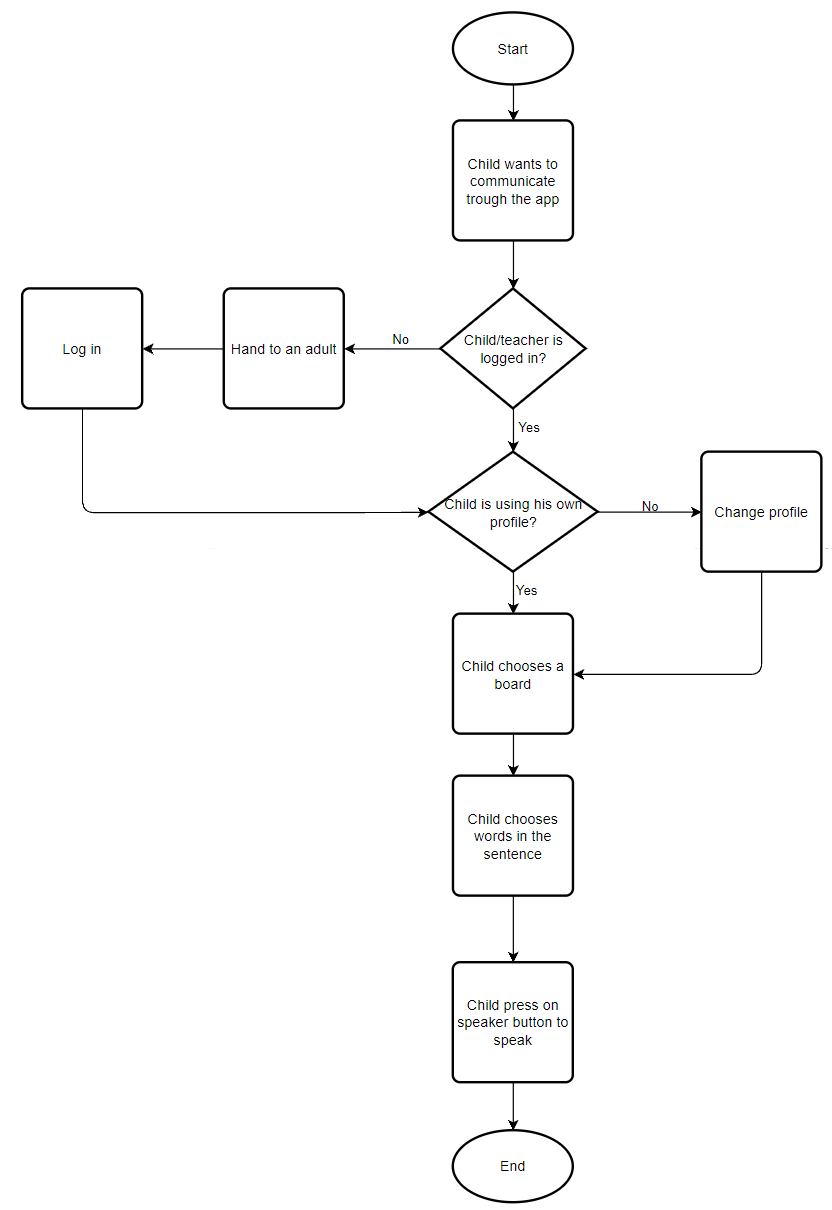 Start
Child wants to
communicate
trough the app
Child/teacher is
logged in?
No
Hand to an adult
Log in
Yes
Child is using his own
profile?
No
Change profile
Yes
Child chooses a
board
Child chooses
words in the
sentence
Child press on
speaker button to
speak
End